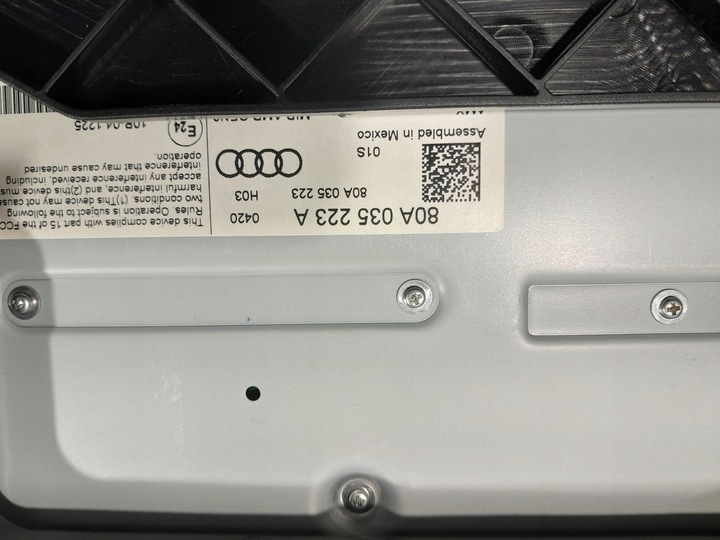 80A 035 223 A
0420 H03
80A 035 223
01S
Assembled in Mexico
This device complies with part 15 of the FCC
Rules. Operation is subject to the following
two conditions. (1)This device may not cause
harmful interference, and (2) this device must
accept any interference received, including
interference that may cause undesired
operation.
E24
10R-04 1225